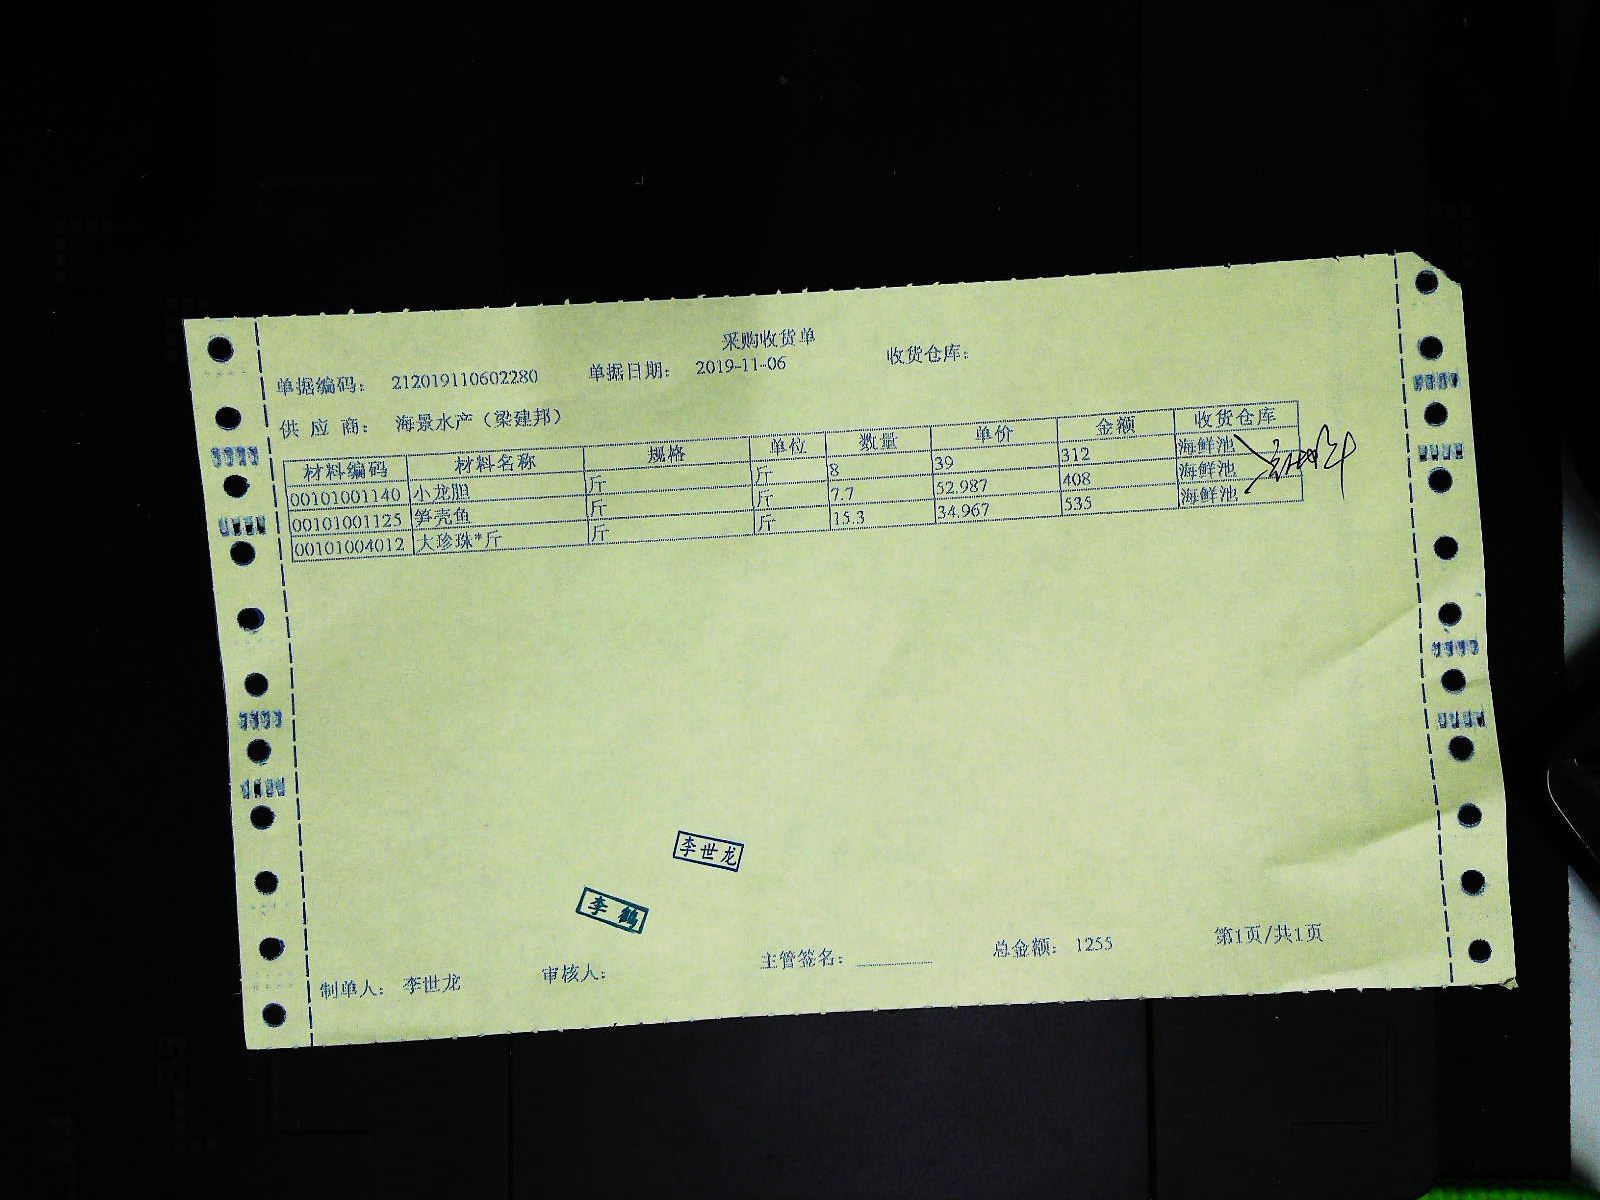 采购收货单
单据编码： 212019110602280 单据日期： 2019-11-06 收货仓库：
供 应 商： 海景水产（梁建邦）
材料编码 材料名称 规格 单位 数量 单价 金额 收货仓库
00101001140 小龙胆 斤 斤 8 39 312 海鲜池
00101001125 笋壳鱼 斤 斤 7.7 52.987 408 海鲜池
00101004012 大珍珠*斤 斤 斤 15.3 34.967 535 海鲜池
李世龙
李鹤
制单人： 李世龙 审核人： 主管签名： 总金额： 1255 第1页/共1页